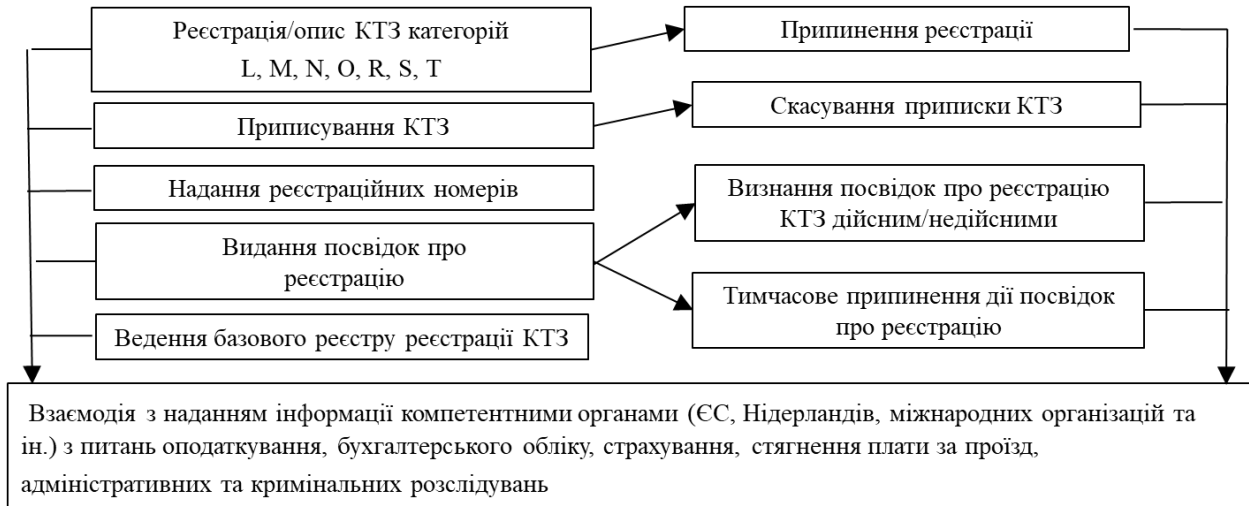 Реєстрація/опис КТЗ категорій
L, M, N, O, R, S, T
Припинення реєстрації
Приписування КТЗ
Скасування приписки КТЗ
Надання реєстраційних номерів
Визнання посвідок про реєстрацію
КТЗ дійсним/недійсними
Видання посвідок про
реєстрацію
Тимчасове припинення дії посвідок
про реєстрацію
Ведення базового реєстру реєстрації КТЗ
Взаємодія з наданням інформації компетентними органами (ЄС, Нідерландів, міжнародних організацій та
ін.) з питань оподаткування, бухгалтерського обліку, страхування, стягнення плати за проїзд,
адміністративних та кримінальних розслідувань